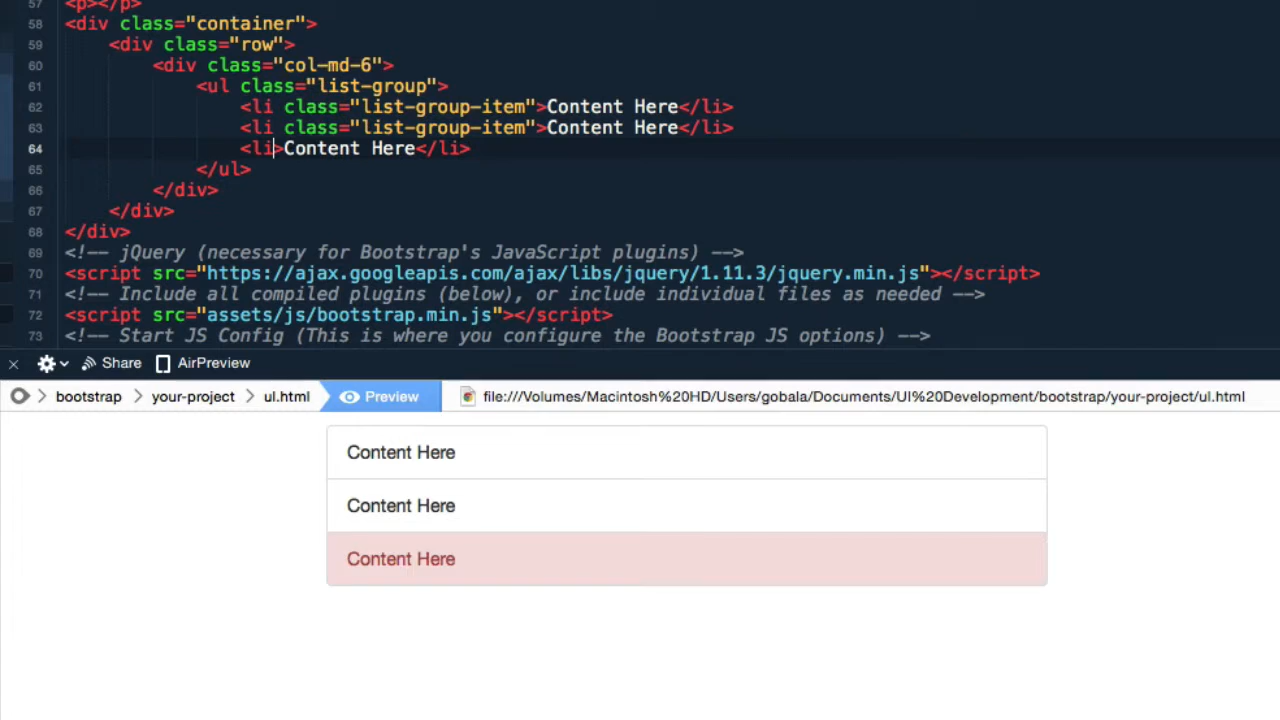 57 <p></p>
58 <div class="container">
59 <div class="row">
60 <div class="col-md-6">
61 <ul class="list-group">
62 <li class="list-group-item">Content Here</li>
63 <li class="list-group-item">Content Here</li>
64 <li>Content Here</li>
65 </ul>
66 </div>
67 </div>
68 </div>
69 <!-- jQuery (necessary for Bootstrap's JavaScript plugins) -->
70 <script src="https://ajax.googleapis.com/ajax/libs/jquery/1.11.3/jquery.min.js"></script>
71 <!-- Include all compiled plugins (below), or include individual files as needed -->
72 <script src="assets/js/bootstrap.min.js"></script>
73 <!-- Start JS Config (This is where you configure the Bootstrap JS options) -->
Share AirPreview
bootstrap your-project ul.html Preview file:///Volumes/Macintosh%20HD/Users/gobala/Documents/UI%20Development/bootstrap/your-project/ul.html
Content Here
Content Here
Content Here